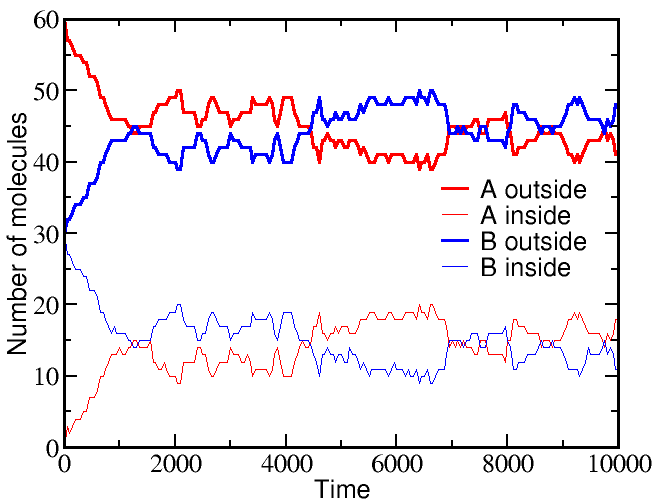 Number of molecules
60
50
40
30
20
10
0
A outside
A inside
B outside
B inside
0 2000 4000 6000 8000 10000
Time